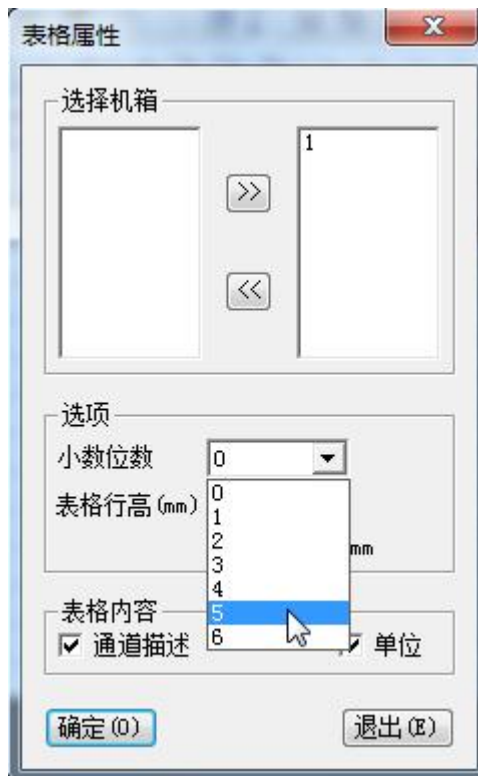 表格属性
选择机箱
1
>>
<<
选项
小数位数 0
0
表格行高(mm) 1
2
mm
3
4
表格内容 5
通道描述 6 单位
确定(O) 退出(E)